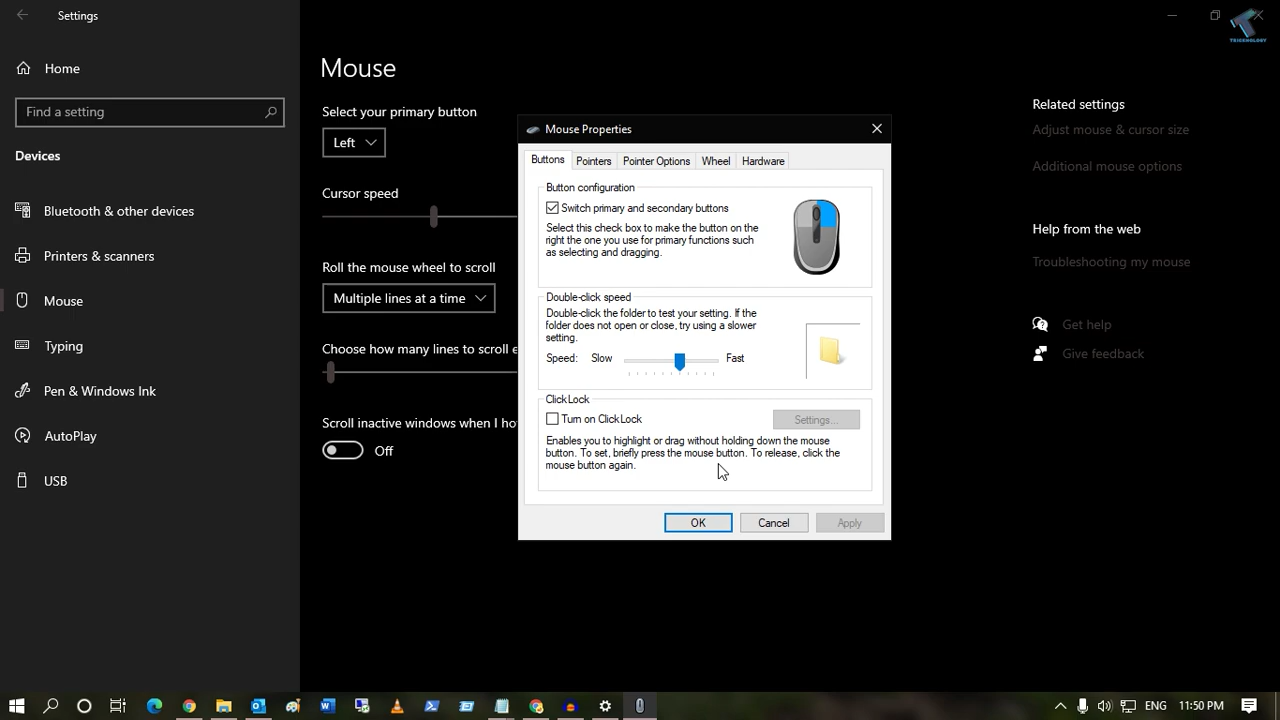 Settings
TRICKNOLOGY
Home
Find a setting
Devices
Bluetooth & other devices
Printers & scanners
Mouse
Typing
Pen & Windows Ink
AutoPlay
USB
Mouse
Select your primary button
Left
Cursor speed
Roll the mouse wheel to scroll
Multiple lines at a time
Choose how many lines to scroll e
Scroll inactive windows when I ho
Off
Mouse Properties
Buttons Pointers Pointer Options Wheel Hardware
Button configuration
Switch primary and secondary buttons
Select this check box to make the button on
the right the one you use for primary functions such
as selecting and dragging.
Double-click speed
Double-click the folder to test your setting. If the
folder does not open or close, try using a slower
setting.
Speed: Slow Fast
ClickLock
Turn on ClickLock
Settings...
Enables you to highlight or drag without holding down the mouse
button. To set, briefly press the mouse button. To release, click the
mouse button again.
OK Cancel Apply
Related settings
Adjust mouse & cursor size
Additional mouse options
Help from the web
Troubleshooting my mouse
Get help
Give feedback
ENG 11:50 PM